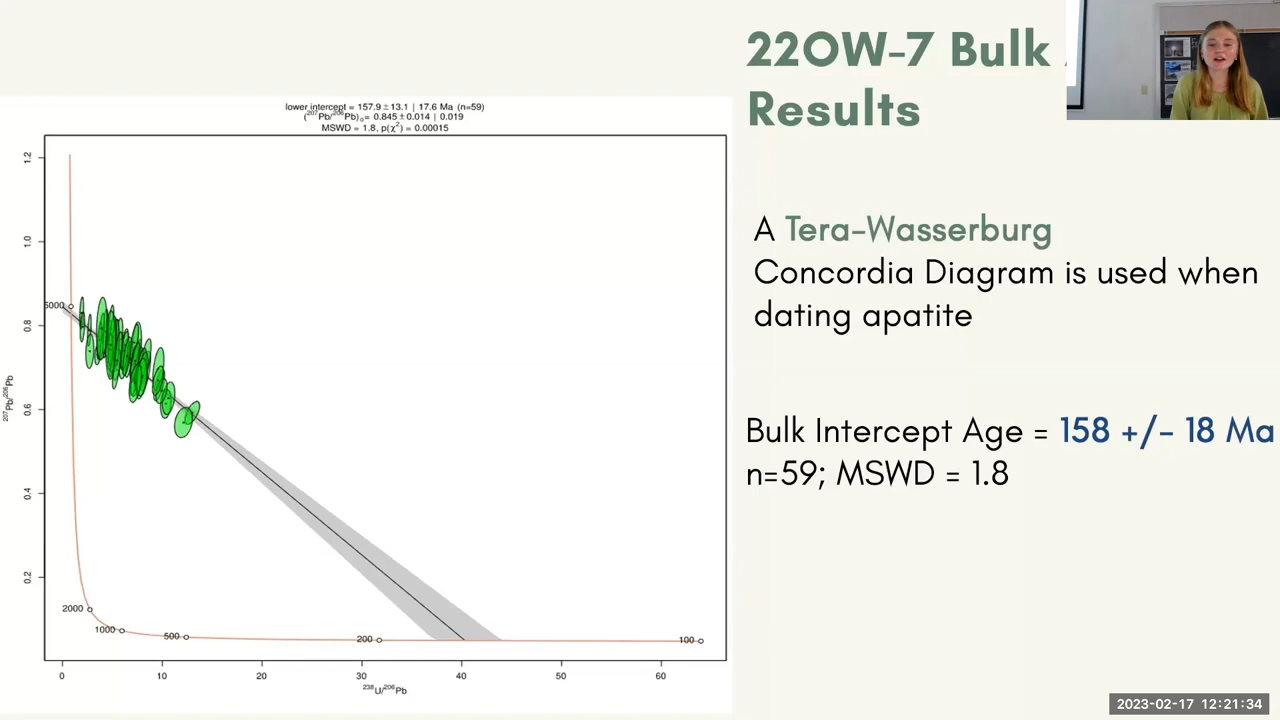 22OW-7 Bulk
Results
lower intercept = 157.9 ± 13.1 | 17.6 Ma (n=59)
(²⁰⁷Pb/²⁰⁶Pb)₀= 0.845 ± 0.014 | 0.019
MSWD = 1.8, p(χ²) = 0.00015
A Tera-Wasserburg
Concordia Diagram is used when
dating apatite
Bulk Intercept Age = 158 +/- 18 Ma
n=59; MSWD = 1.8
1.2
1.0
0.8
0.6
0.4
0.2
²⁰⁷Pb/²⁰⁶Pb
5000
2000
1000
500
200
100
0 10 20 30 40 50 60
²³⁸U/²⁰⁶Pb
2023-02-17 12:21:34